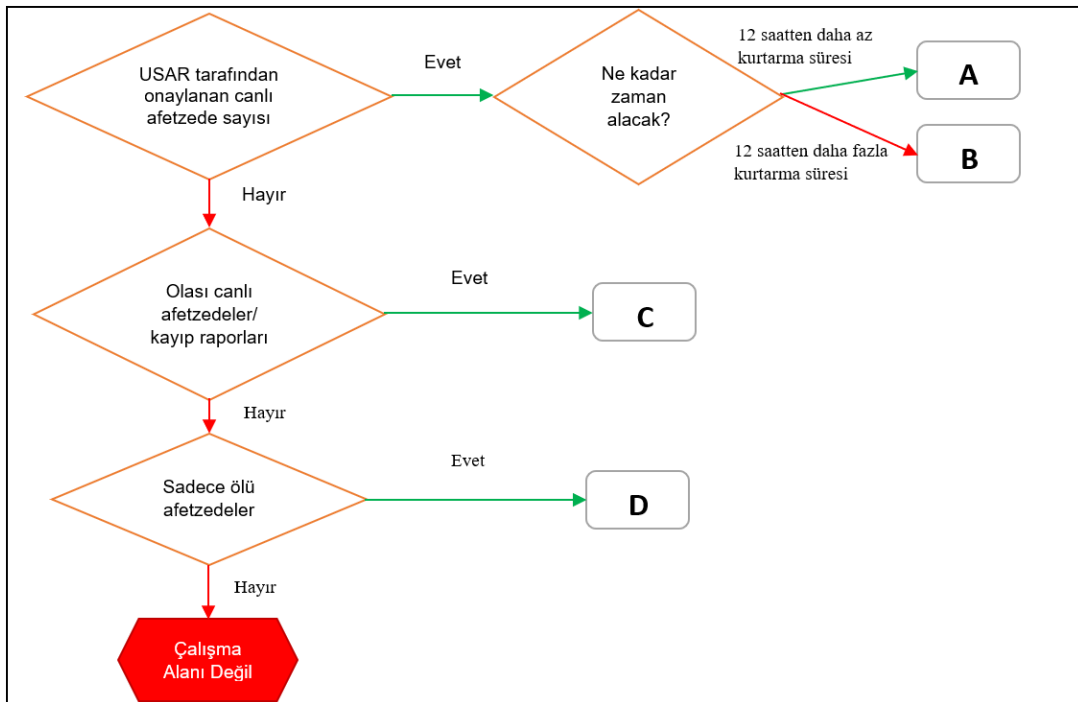 USAR tarafından
onaylanan canlı
afetzede sayısı
Evet
Ne kadar
zaman
alacak?
12 saatten daha az
kurtarma süresi
A
12 saatten daha fazla
kurtarma süresi
B
Hayır
Olası canlı
afetzedeler/
kayıp raporları
Evet
C
Hayır
Sadece ölü
afetzedeler
Evet
D
Hayır
Çalışma
Alanı Değil